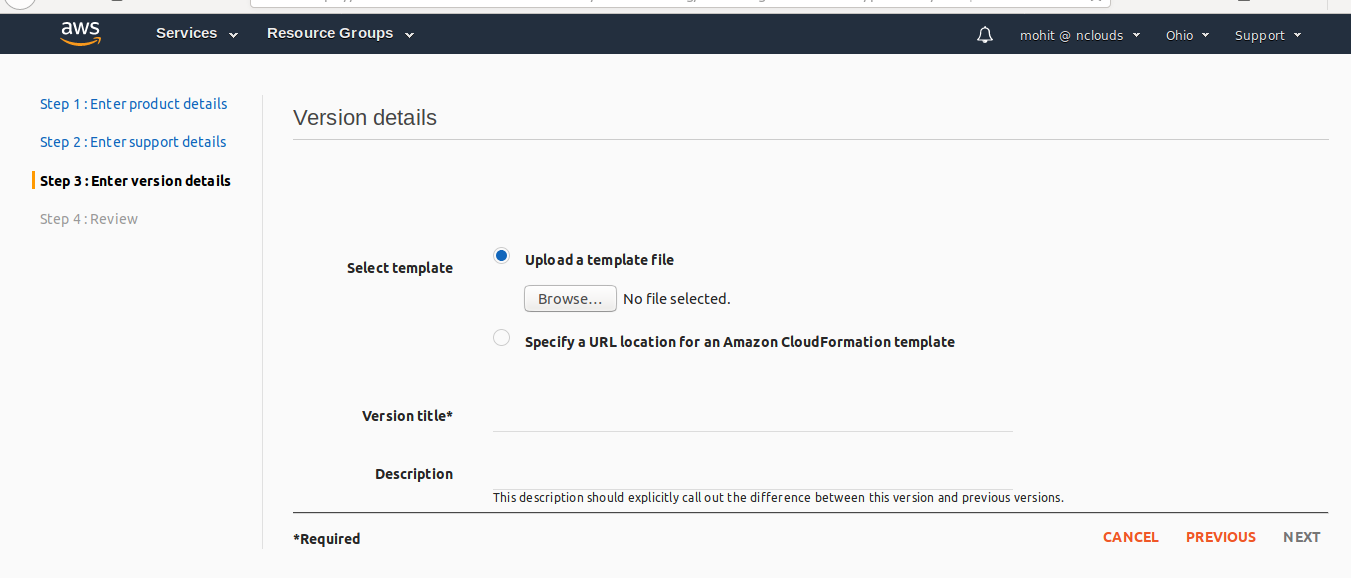 aws Services Resource Groups mohit @ nclouds Ohio Support
Step 1 : Enter product details
Step 2 : Enter support details
Step 3 : Enter version details
Step 4 : Review
Version details
Select template
Upload a template file
Browse... No file selected.
Specify a URL location for an Amazon CloudFormation template
Version title*
Description
This description should explicitly call out the difference between this version and previous versions.
*Required
CANCEL PREVIOUS NEXT